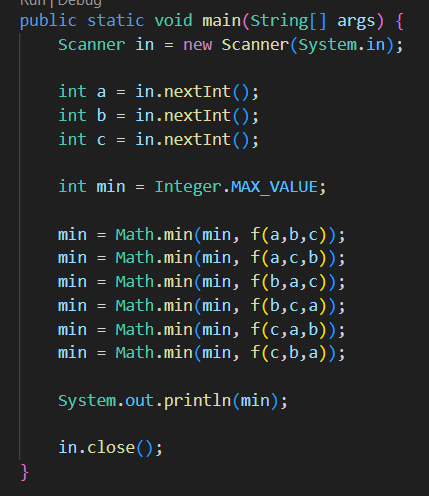 Run | Debug
public static void main(String[] args) {
    Scanner in = new Scanner(System.in);

    int a = in.nextInt();
    int b = in.nextInt();
    int c = in.nextInt();

    int min = Integer.MAX_VALUE;

    min = Math.min(min, f(a,b,c));
    min = Math.min(min, f(a,c,b));
    min = Math.min(min, f(b,a,c));
    min = Math.min(min, f(b,c,a));
    min = Math.min(min, f(c,a,b));
    min = Math.min(min, f(c,b,a));

    System.out.println(min);

    in.close();
}